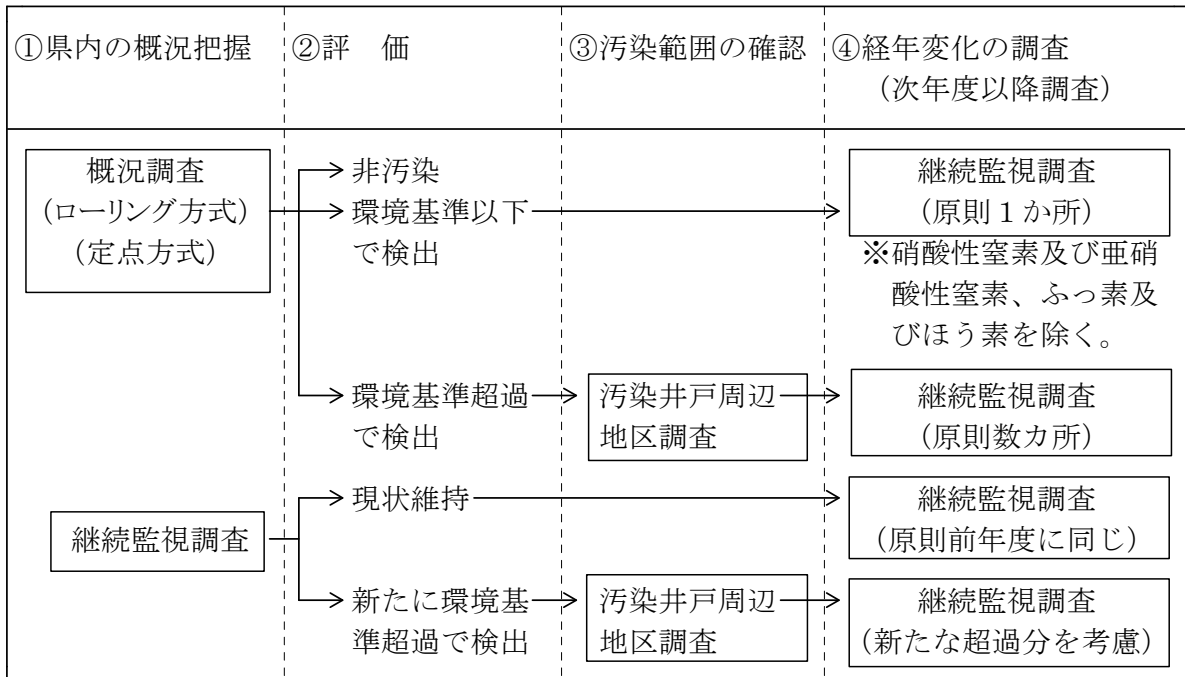 ①県内の概況把握
②評　価
③汚染範囲の確認
④経年変化の調査
（次年度以降調査）
概況調査
（ローリング方式）
（定点方式）
非汚染
環境基準以下
で検出
継続監視調査
（原則１か所）
※硝酸性窒素及び亜硝
酸性窒素、ふっ素及
びほう素を除く。
環境基準超過
で検出
汚染井戸周辺
地区調査
継続監視調査
（原則数カ所）
継続監視調査
現状維持
継続監視調査
（原則前年度に同じ）
新たに環境基
準超過で検出
汚染井戸周辺
地区調査
継続監視調査
（新たな超過分を考慮）